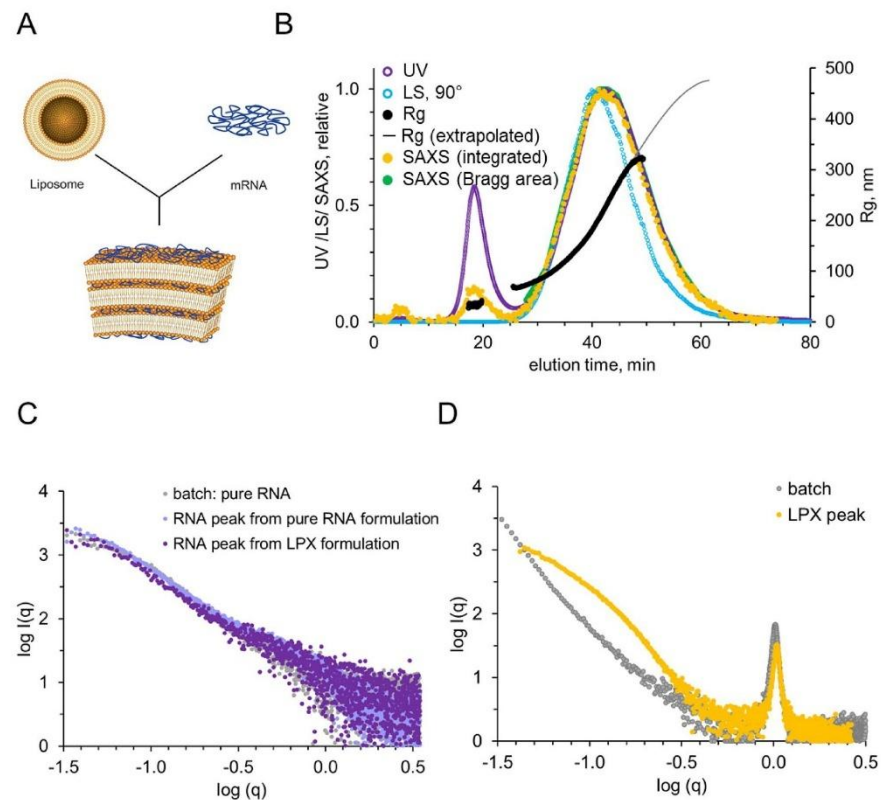 A
Liposome
mRNA
B
UV
LS, 90°
Rg
Rg (extrapolated)
SAXS (integrated)
SAXS (Bragg area)
UV /LS/ SAXS, relative
1.0
0.5
0.0
0 20 40 60 80
elution time, min
500
400
300
200
100
0
Rg, nm
C
batch: pure RNA
RNA peak from pure RNA formulation
RNA peak from LPX formulation
log I(q)
4
3
2
1
0
-1.5 -1.0 -0.5 0.0 0.5
log (q)
D
batch
LPX peak
log I(q)
4
3
2
1
0
-1.5 -1.0 -0.5 0.0 0.5
log (q)